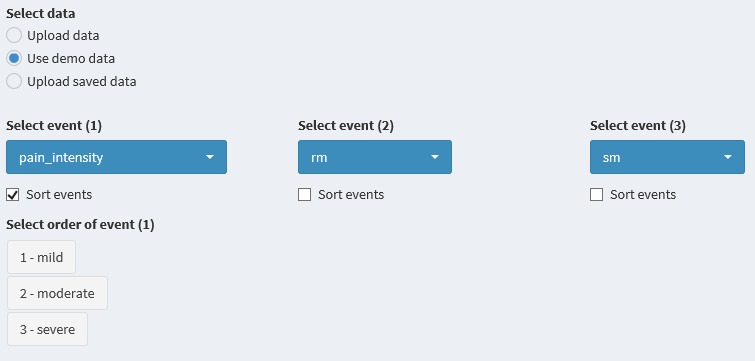 Select data
Upload data
Use demo data
Upload saved data
Select event (1)
Select event (2)
Select event (3)
pain_intensity
rm
sm
Sort events
Sort events
Sort events
Select order of event (1)
1 - mild
2 - moderate
3 - severe